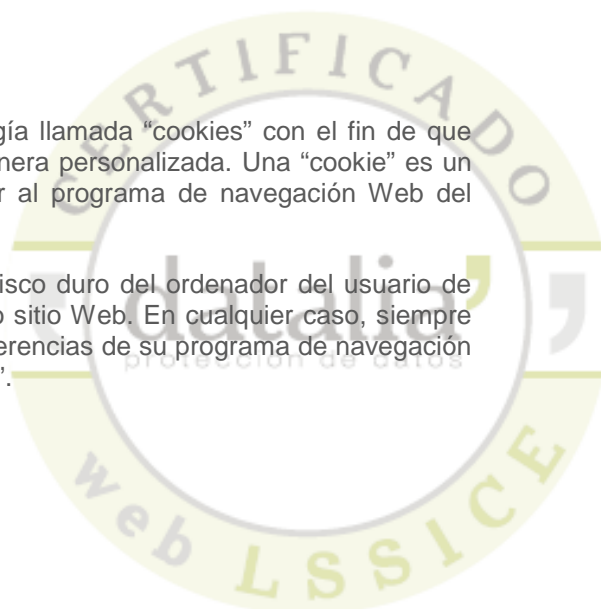 CERTIFICADO
gía llamada “cookies” con el fin de que
nera personalizada. Una “cookie” es un
r al programa de navegación Web del
isco duro del ordenador del usuario de
o sitio Web. En cualquier caso, siempre
erencias de su programa de navegación
”.
datalia
protección de datos
web LSSICE